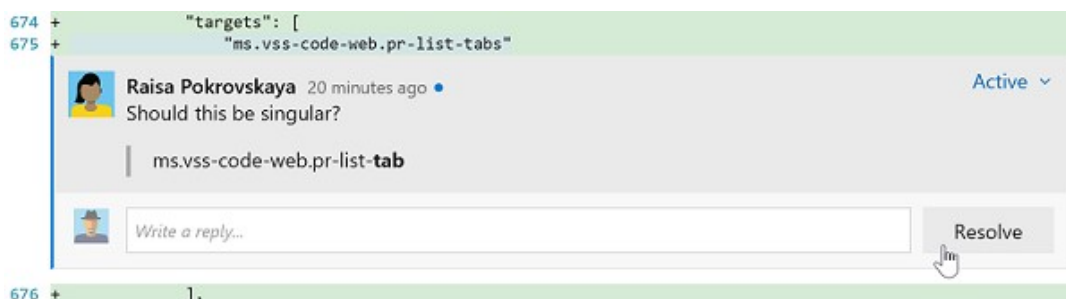 674 + "targets": [
675 + "ms.vss-code-web.pr-list-tabs"
Raisa Pokrovskaya 20 minutes ago
Active
Should this be singular?
ms.vss-code-web.pr-list-tab
Write a reply...
Resolve
676 + ],